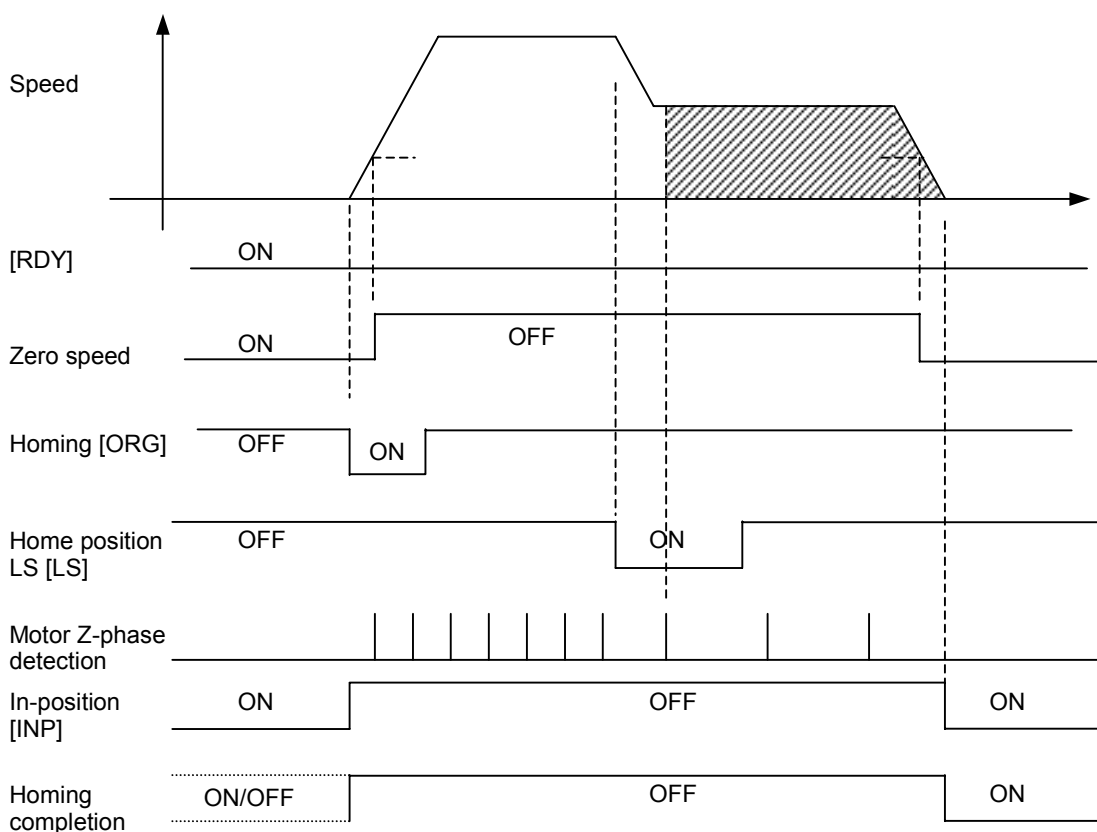 Speed
[RDY]
ON
Zero speed
ON
OFF
Homing [ORG]
OFF
ON
Home position
LS [LS]
OFF
ON
Motor Z-phase
detection
In-position
[INP]
ON
OFF
ON
Homing
completion
ON/OFF
OFF
ON